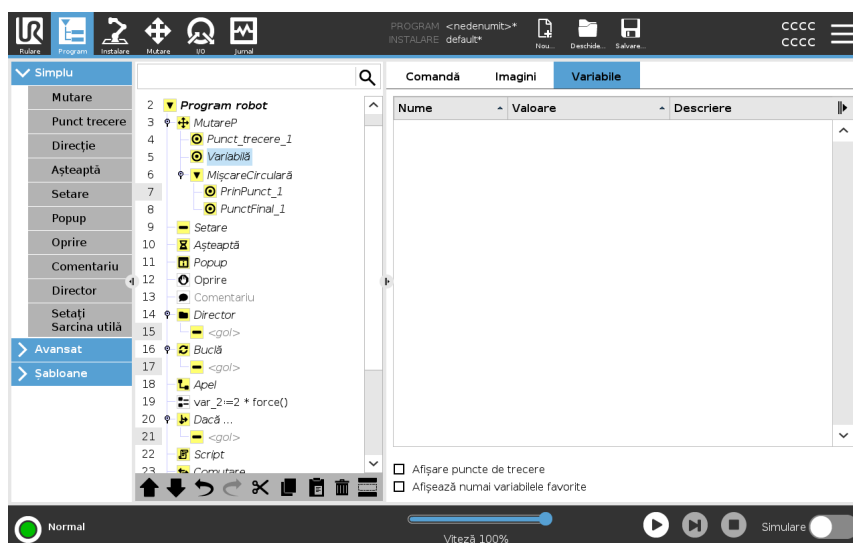 Rulare
Program
Instalare
Mutare
I/O
Jurnal
PROGRAM <nedenumit>*
INSTALARE default*
Nou...
Deschide...
Salvare...
CCCC
CCCC
Simplu
Mutare
Punct trecere
Direcție
Așteaptă
Setare
Popup
Oprire
Comentariu
Director
Setați
Sarcina utilă
Avansat
Șabloane
2 Program robot
3 MutareP
4 Punct_trecere_1
5 Variabilă
6 MișcareCirculară
7 PrinPunct_1
8 PunctFinal_1
9 Setare
10 Așteaptă
11 Popup
12 Oprire
13 Comentariu
14 Director
15 <gol>
16 Buclă
17 <gol>
18 Apel
19 var_2:=2 * force()
20 Dacă ...
21 <gol>
22 Script
23 Comutare
Comandă
Imagini
Variabile
Nume
Valoare
Descriere
Afișare puncte de trecere
Afișează numai variabilele favorite
Normal
Viteză 100%
Simulare